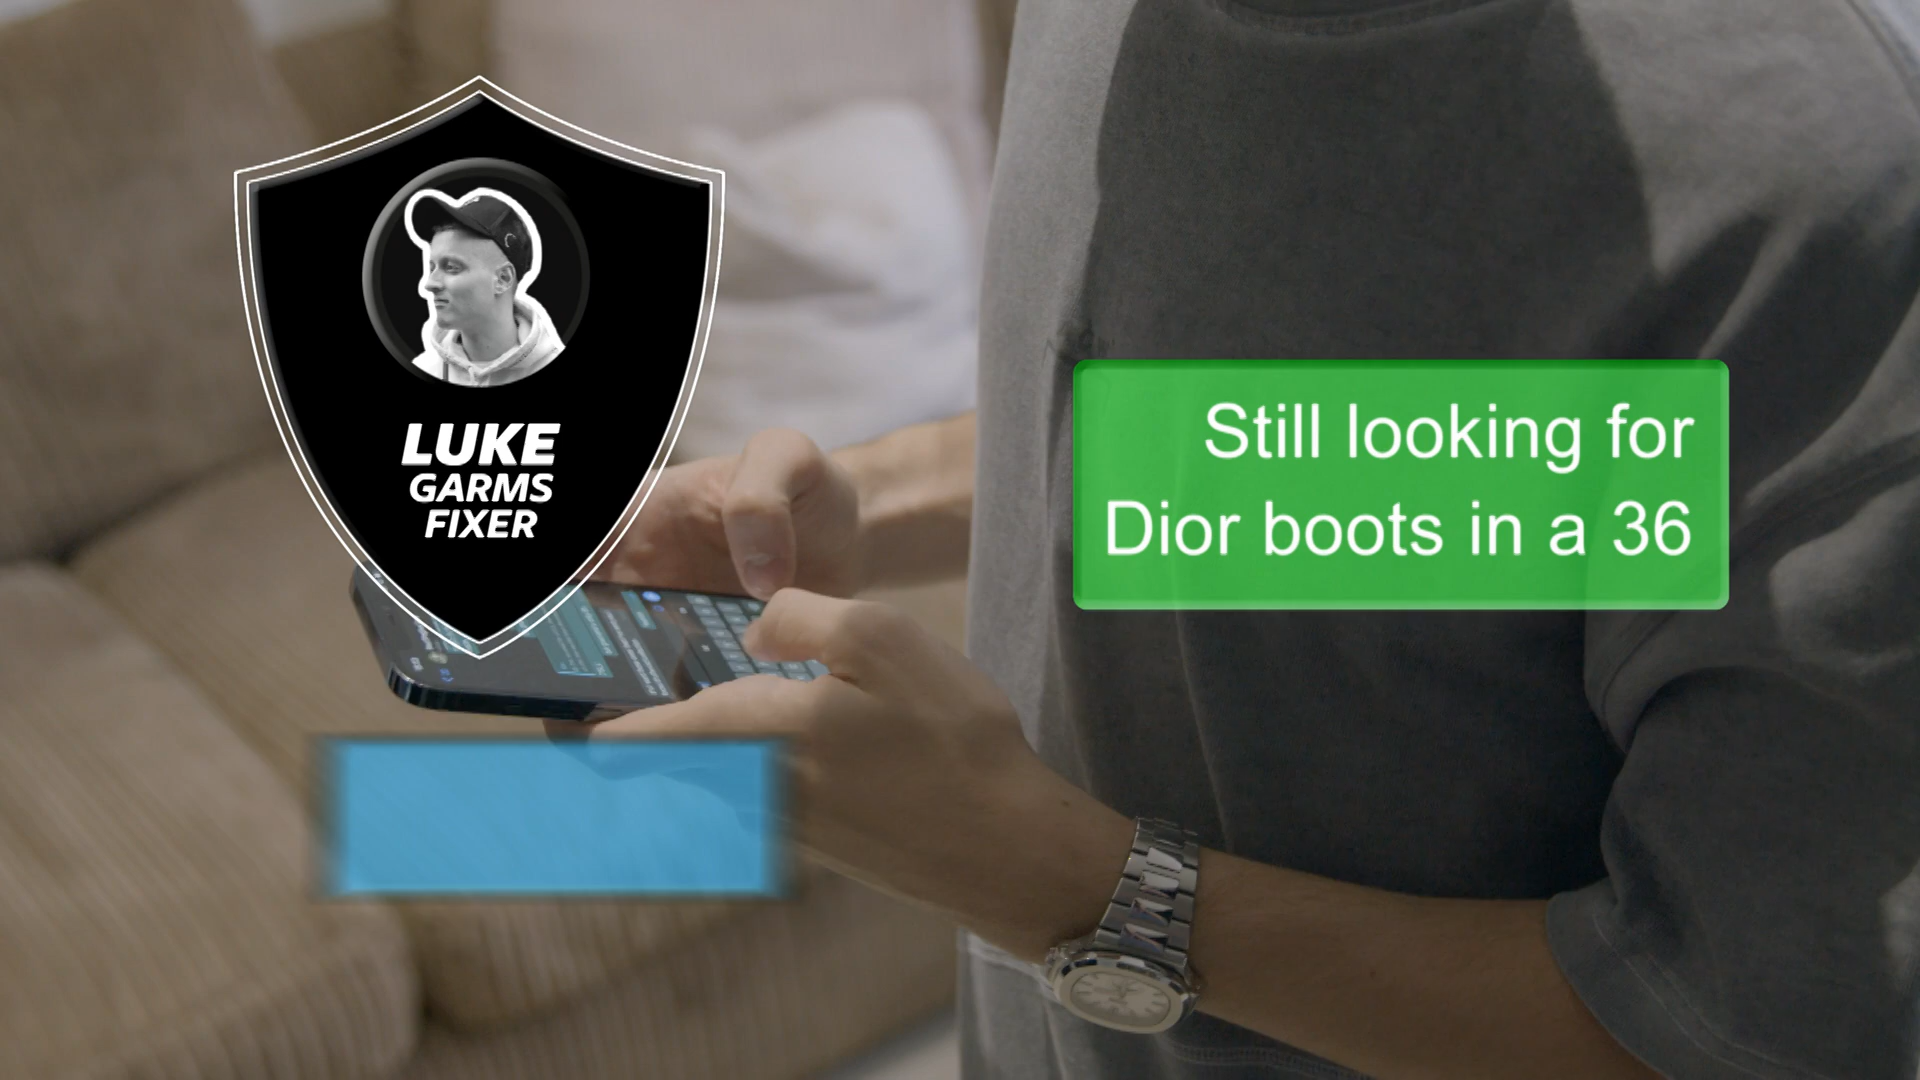 LUKE
GARMS
FIXER
Still looking for
Dior boots in a 36